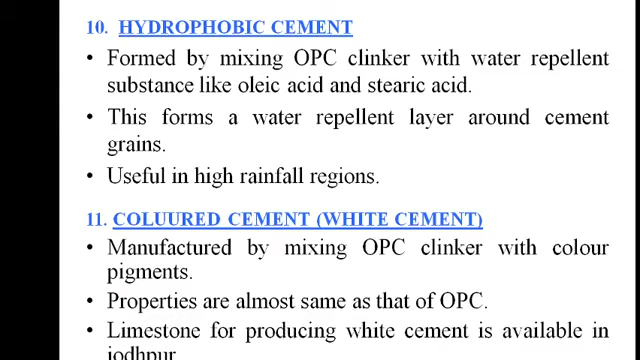 10. HYDROPHOBIC CEMENT
• Formed by mixing OPC clinker with water repellent
substance like oleic acid and stearic acid.
• This forms a water repellent layer around cement
grains.
• Useful in high rainfall regions.
11. COLUURED CEMENT (WHITE CEMENT)
• Manufactured by mixing OPC clinker with colour
pigments.
• Properties are almost same as that of OPC.
• Limestone for producing white cement is available in
jodhpur.